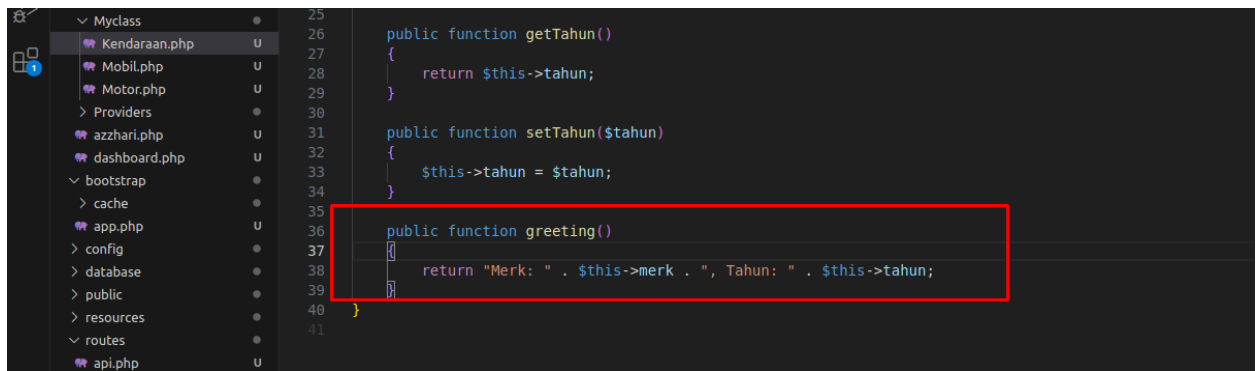 Myclass
Kendaraan.php U
Mobil.php U
Motor.php U
Providers
azzhari.php U
dashboard.php U
bootstrap
cache
app.php U
config
database
public
resources
routes
api.php U
1
25
26 public function getTahun()
27 {
28 return $this->tahun;
29 }
30
31 public function setTahun($tahun)
32 {
33 $this->tahun = $tahun;
34 }
35
36 public function greeting()
37 {
38 return "Merk: " . $this->merk . ", Tahun: " . $this->tahun;
39 }
40 }
41